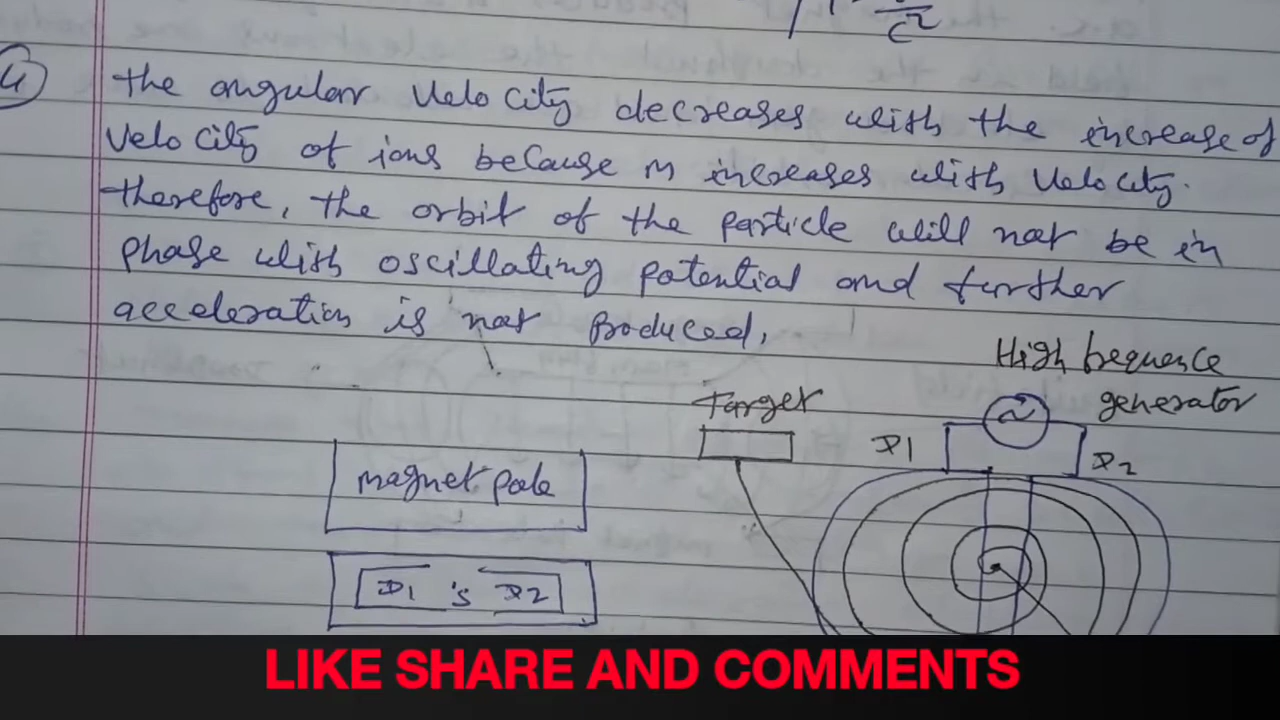 c²
4
the angular Velocity decreases with the increase of
Velocity of ions because m increases with Velocity.
therefore, the orbit of the particle will not be in
phase with oscillating potential and further
acceleration is not Produced.
High frequence
generator
Target
D1
D2
magnet pole
D1 's D2
LIKE SHARE AND COMMENTS